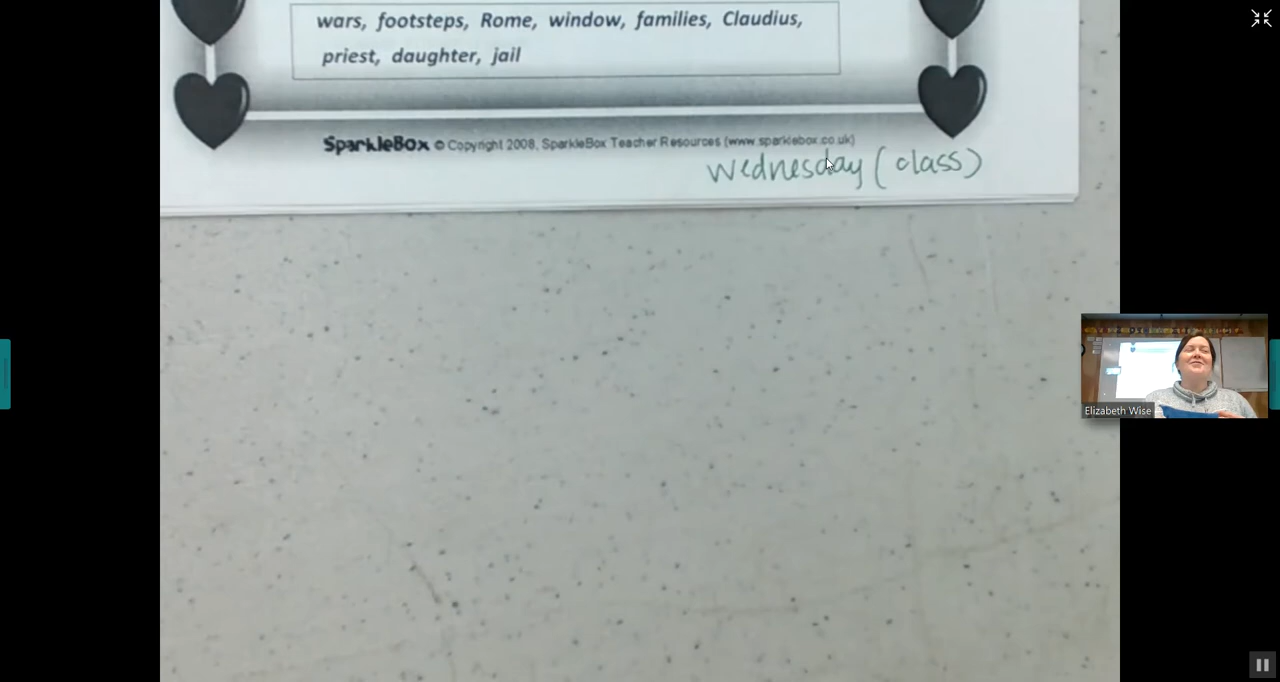 wars, footsteps, Rome, window, families, Claudius,
priest, daughter, jail
SparkleBox © Copyright 2008, SparkleBox Teacher Resources (www.sparklebox.co.uk)
Wednesday (class)
Elizabeth Wise